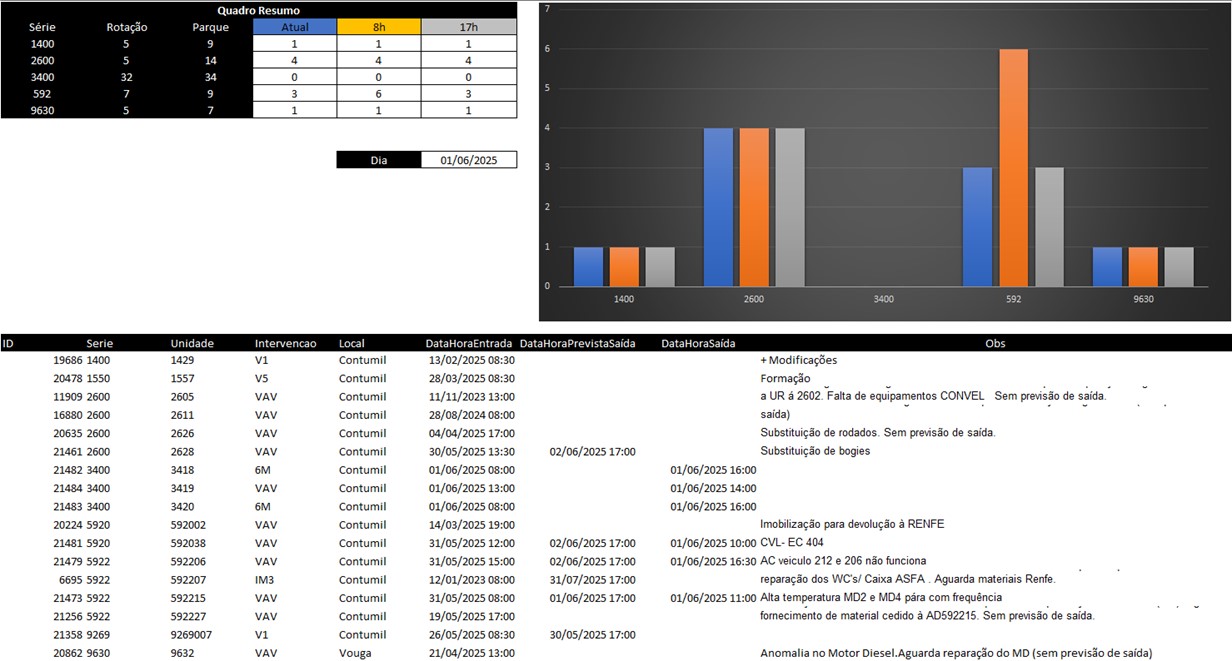 Quadro Resumo
Série Rotação Parque Atual 8h 17h
1400 5 9 1 1 1
2600 5 14 4 4 4
3400 32 34 0 0 0
592 7 9 3 6 3
9630 5 7 1 1 1
Dia 01/06/2025
7
6
5
4
3
2
1
0
1400 2600 3400 592 9630
ID Serie Unidade Intervencao Local DataHoraEntrada DataHoraPrevistaSaída DataHoraSaída Obs
19686 1400 1429 V1 Contumil 13/02/2025 08:30 + Modificações
20478 1550 1557 V5 Contumil 28/03/2025 08:30 Formação
11909 2600 2605 VAV Contumil 11/11/2023 13:00 a UR á 2602. Falta de equipamentos CONVEL Sem previsão de saída.
16880 2600 2611 VAV Contumil 28/08/2024 08:00 saída)
20635 2600 2626 VAV Contumil 04/04/2025 17:00 Substituição de rodados. Sem previsão de saída.
21461 2600 2628 VAV Contumil 30/05/2025 13:30 02/06/2025 17:00 Substituição de bogies
21482 3400 3418 6M Contumil 01/06/2025 08:00 01/06/2025 16:00
21484 3400 3419 VAV Contumil 01/06/2025 13:00 01/06/2025 14:00
21483 3400 3420 6M Contumil 01/06/2025 08:00 01/06/2025 16:00
20224 5920 592002 VAV Contumil 14/03/2025 19:00 Imobilização para devolução à RENFE
21481 5920 592038 VAV Contumil 31/05/2025 12:00 02/06/2025 17:00 01/06/2025 10:00 CVL- EC 404
21479 5922 592206 VAV Contumil 31/05/2025 15:00 02/06/2025 17:00 01/06/2025 16:30 AC veiculo 212 e 206 não funciona
6695 5922 592207 IM3 Contumil 12/01/2023 08:00 31/07/2025 17:00 reparação dos WC's/ Caixa ASFA . Aguarda materiais Renfe.
21473 5922 592215 VAV Contumil 31/05/2025 08:00 01/06/2025 17:00 01/06/2025 11:00 Alta temperatura MD2 e MD4 pára com frequência
21256 5922 592227 VAV Contumil 19/05/2025 17:00 fornecimento de material cedido à AD592215. Sem previsão de saída.
21358 9269 9269007 V1 Contumil 26/05/2025 08:30 30/05/2025 17:00
20862 9630 9632 VAV Vouga 21/04/2025 13:00 Anomalia no Motor Diesel.Aguarda reparação do MD (sem previsão de saída)